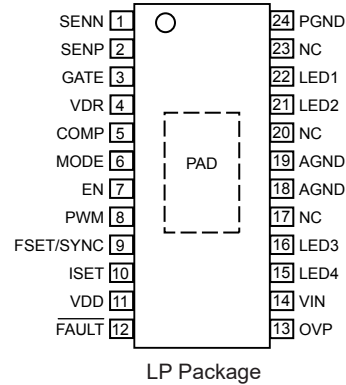 SENN 1 24 PGND
SENP 2 23 NC
GATE 3 22 LED1
VDR 4 21 LED2
COMP 5 20 NC
MODE 6 PAD 19 AGND
EN 7 18 AGND
PWM 8 17 NC
FSET/SYNC 9 16 LED3
ISET 10 15 LED4
VDD 11 14 VIN
FAULT 12 13 OVP
LP Package